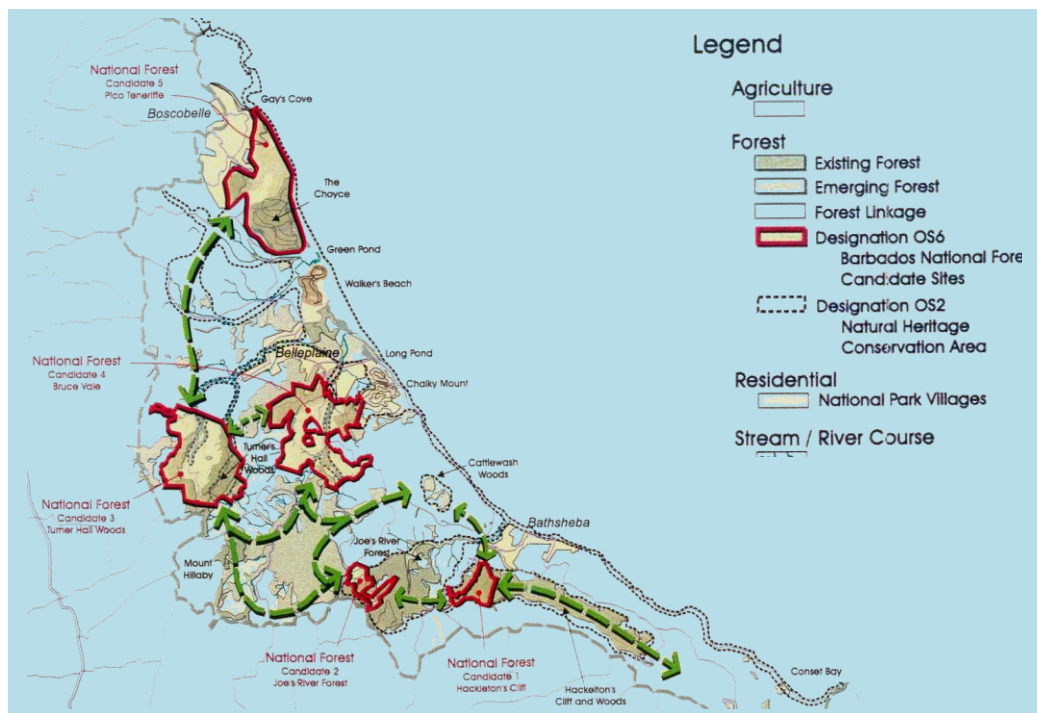 Legend
Agriculture
Forest
Existing Forest
Emerging Forest
Forest Linkage
Designation OS6
Barbados National Fore
Candidate Sites
Designation OS2
Natural Heritage
Conservation Area
Residential
National Park Villages
Stream / River Course
National Forest
Candidate 5
Pico Teneriffe
Boscobelle
Gay's Cove
The
Choyce
Green Pond
Walker's Beach
Belleplaine
Long Pond
National Forest
Candidate 4
Bruce Vale
Chalky Mount
Turner's
Hall
Woods
Cattlewash
Woods
National Forest
Candidate 3
Turner Hall Woods
Bathsheba
Joe's River
Forest
Mount
Hillaby
National Forest
Candidate 2
Joe's River Forest
National Forest
Candidate 1
Hackleton's Cliff
Hackelton's
Cliff and Woods
Conset Bay